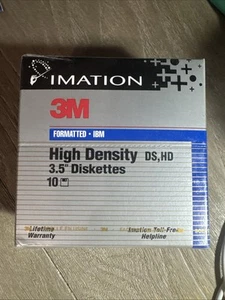 IMATION
3M
FORMATTED • IBM
High Density DS,HD
3.5" Diskettes
10
Lifetime
Warranty
Imation Toll-Free
Helpline